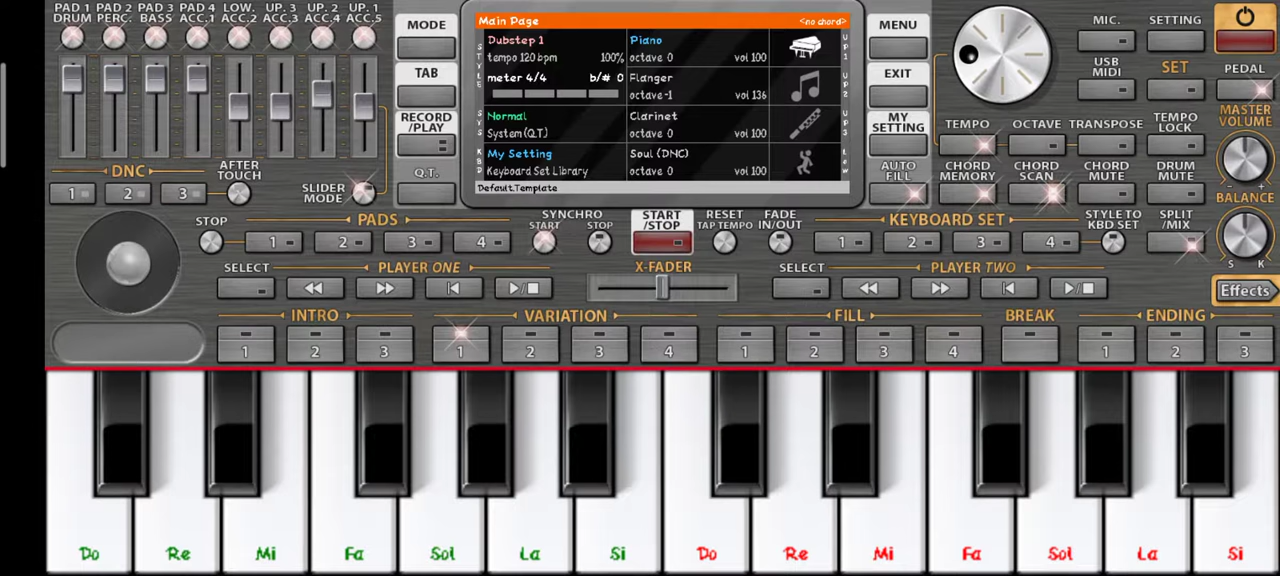 PAD 1 PAD 2 PAD 3 PAD 4 LOW. UP. 3 UP. 2 UP. 1
DRUM PERC. BASS ACC.1 ACC.2 ACC.3 ACC.4 ACC.5
MODE
TAB
RECORD
/PLAY
Q.T.
Main Page <no chord>
Dubstep 1 Piano
tempo 120 bpm 100% octave 0 vol 100
meter 4/4 b/# 0 Flanger
octave -1 vol 136
Normal Clarinet
System(Q.T) octave 0 vol 100
My Setting Soul (DNC)
Keyboard Set Library octave 0 vol 100
Default.Template
STYLE
SYS
KBD
UP1
UP2
UP3
Low
MENU
EXIT
MY
SETTING
AUTO
FILL
MIC.
SETTING
USB
MIDI
SET
PEDAL
MASTER
VOLUME
- +
TEMPO OCTAVE TRANSPOSE TEMPO
LOCK
CHORD
MEMORY
CHORD
SCAN
CHORD
MUTE
DRUM
MUTE
BALANCE
S K
DNC
1 2 3
AFTER
TOUCH
SLIDER
MODE
STOP
PADS
1 2 3 4
SYNCHRO
START STOP
START
/STOP
RESET
TAP TEMPO
FADE
IN/OUT
KEYBOARD SET
1 2 3 4
STYLE TO
KBD SET
SPLIT
/MIX
SELECT PLAYER ONE X-FADER SELECT PLAYER TWO
Effects
INTRO VARIATION FILL BREAK ENDING
1 2 3 1 2 3 4 1 2 3 4 1 2 3
Do Re Mi Fa Sol La Si Do Re Mi Fa Sol La Si